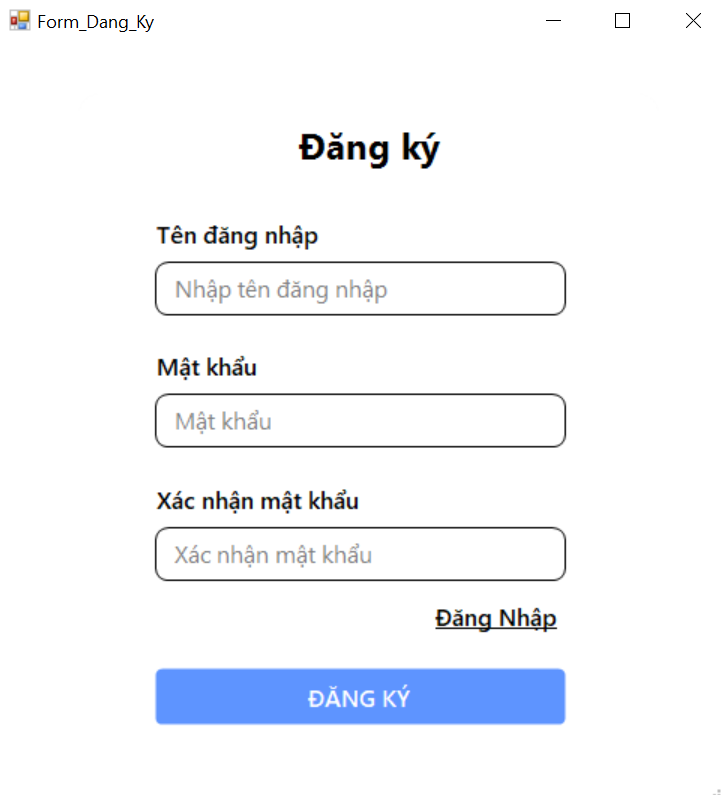 Form_Dang_Ky
Đăng ký
Tên đăng nhập
Nhập tên đăng nhập
Mật khẩu
Mật khẩu
Xác nhận mật khẩu
Xác nhận mật khẩu
Đăng Nhập
ĐĂNG KÝ